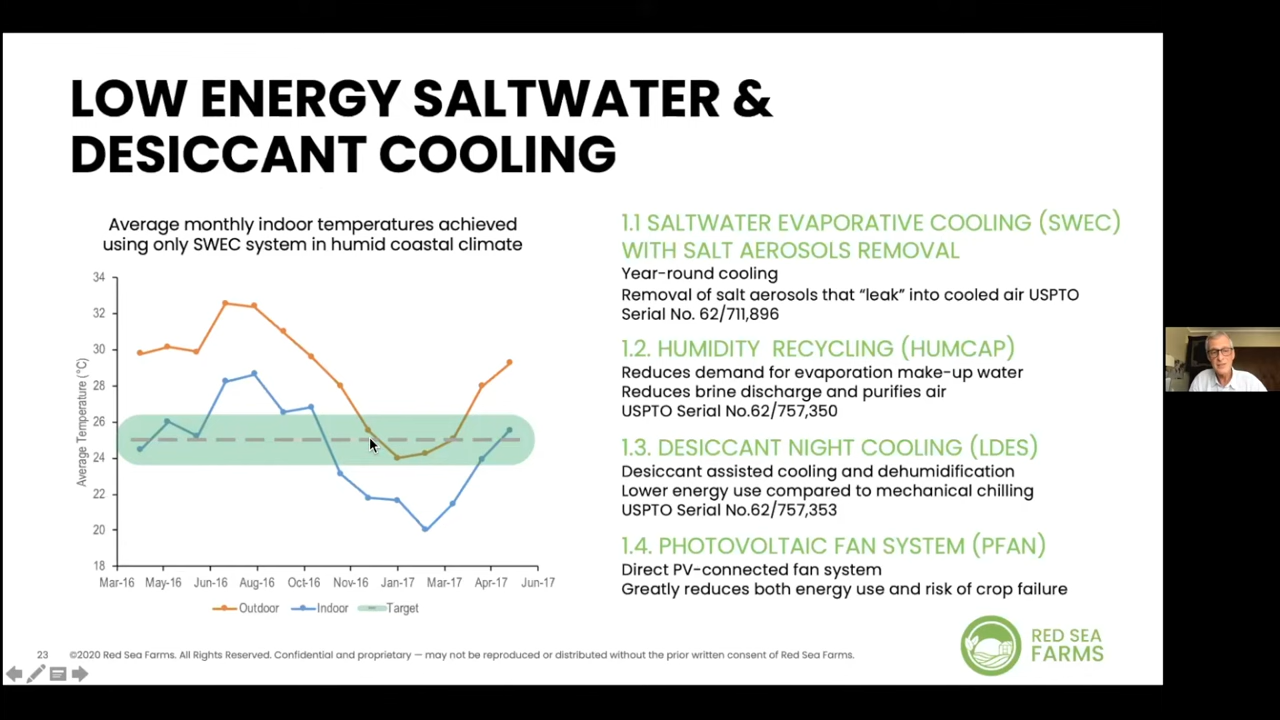 LOW ENERGY SALTWATER &
DESICCANT COOLING
Average monthly indoor temperatures achieved
using only SWEC system in humid coastal climate
34
32
30
28
26
24
22
20
18
Average Temperature (°C)
Mar-16 May-16 Jun-16 Aug-16 Oct-16 Nov-16 Jan-17 Mar-17 Apr-17 Jun-17
Outdoor Indoor Target
1.1 SALTWATER EVAPORATIVE COOLING (SWEC)
WITH SALT AEROSOLS REMOVAL
Year-round cooling
Removal of salt aerosols that “leak” into cooled air USPTO
Serial No. 62/711,896
1.2. HUMIDITY RECYCLING (HUMCAP)
Reduces demand for evaporation make-up water
Reduces brine discharge and purifies air
USPTO Serial No.62/757,350
1.3. DESICCANT NIGHT COOLING (LDES)
Desiccant assisted cooling and dehumidification
Lower energy use compared to mechanical chilling
USPTO Serial No.62/757,353
1.4. PHOTOVOLTAIC FAN SYSTEM (PFAN)
Direct PV-connected fan system
Greatly reduces both energy use and risk of crop failure
RED SEA
FARMS
23 ©2020 Red Sea Farms. All Rights Reserved. Confidential and proprietary — may not be reproduced or distributed without the prior written consent of Red Sea Farms.